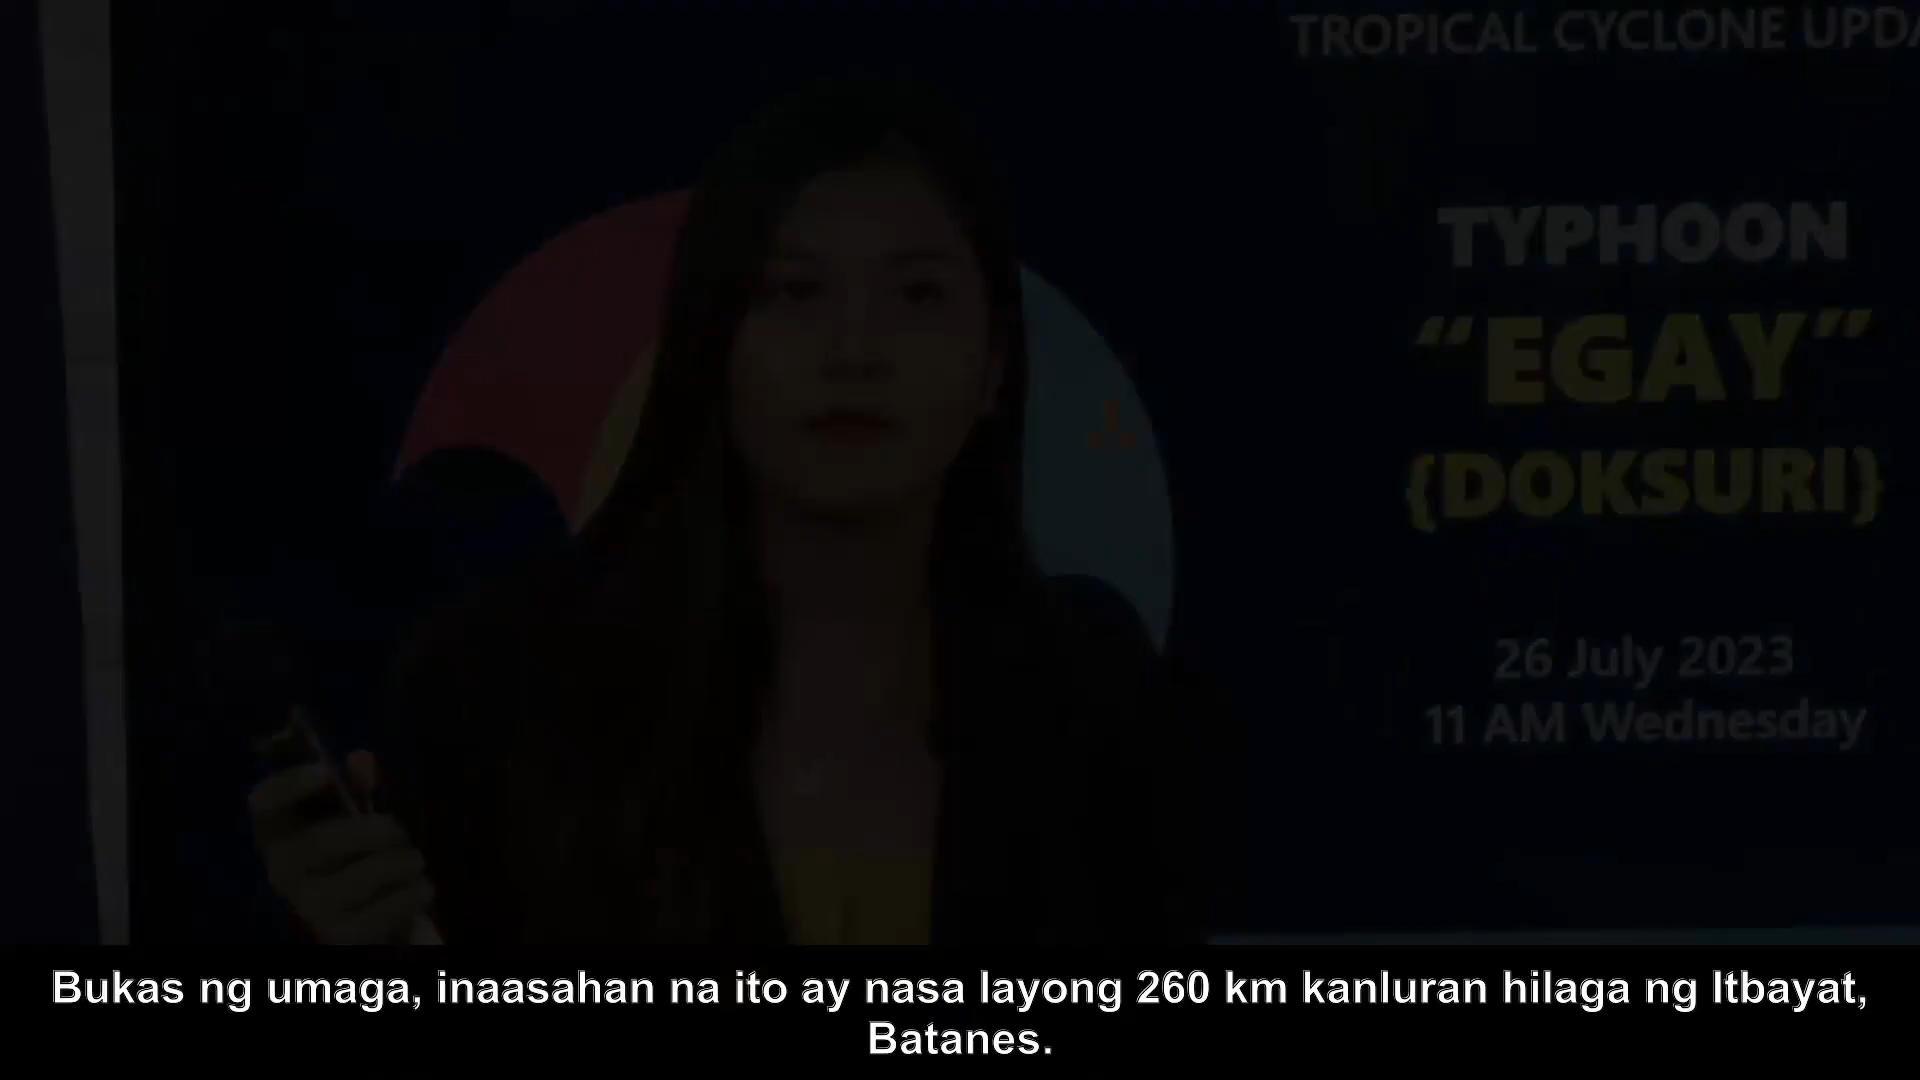 TROPICAL CYCLONE UPDA
TYPHOON
“EGAY”
{DOKSURI}
26 July 2023
11 AM Wednesday
Bukas ng umaga, inaasahan na ito ay nasa layong 260 km kanluran hilaga ng Itbayat,
Batanes.